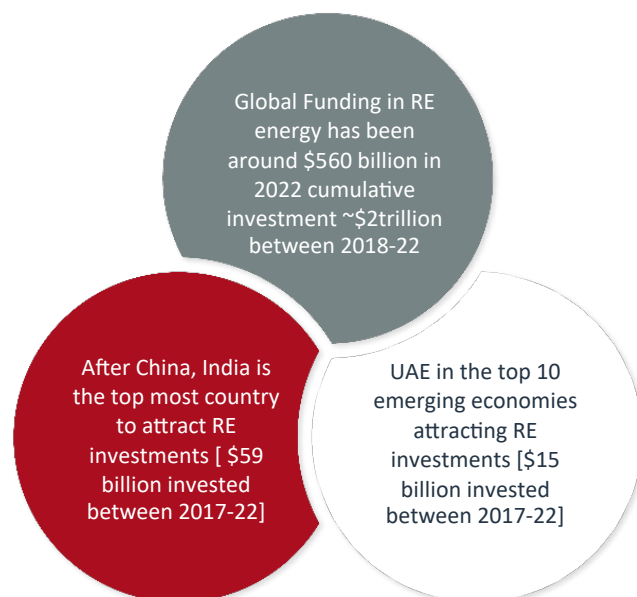 Global Funding in RE
energy has been
around $560 billion in
2022 cumulative
investment ~$2trillion
between 2018-22
After China, India is
the top most country
to attract RE
investments [ $59
billion invested
between 2017-22]
UAE in the top 10
emerging economies
attracting RE
investments [$15
billion invested
between 2017-22]